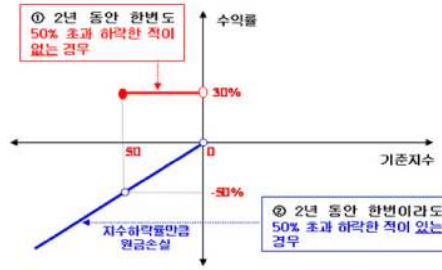 ① 2년 동안 한번도
50% 초과 하락한 적이
없는 경우
수익률
30%
50
0
기준지수
-50%
지수하락률만큼
원금손실
② 2년 동안 한번이라도
50% 초과 하락한 적이 있는
경우